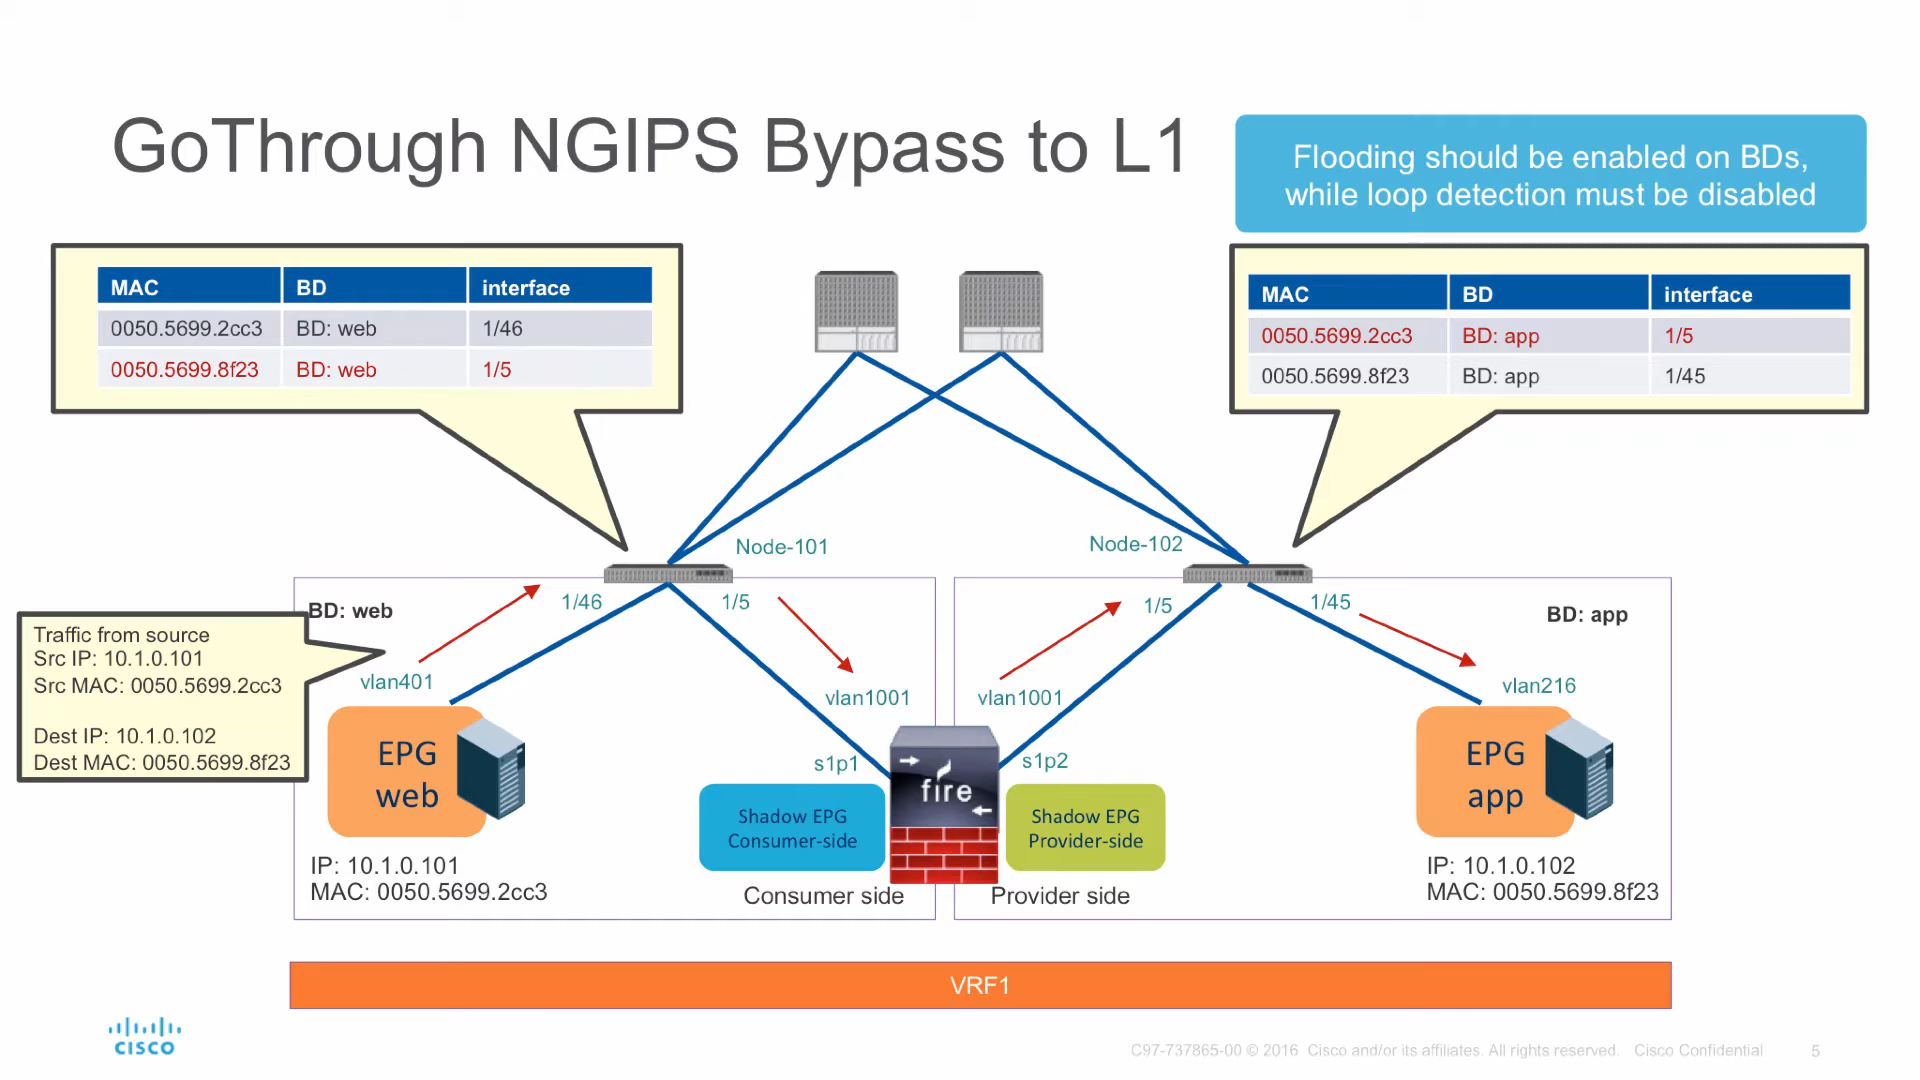 GoThrough NGIPS Bypass to L1
Flooding should be enabled on BDs,
while loop detection must be disabled
MAC BD interface
0050.5699.2cc3 BD: web 1/46
0050.5699.8f23 BD: web 1/5
MAC BD interface
0050.5699.2cc3 BD: app 1/5
0050.5699.8f23 BD: app 1/45
Node-101
Node-102
BD: web
1/46
1/5
1/5
1/45
BD: app
Traffic from source
Src IP: 10.1.0.101
Src MAC: 0050.5699.2cc3
Dest IP: 10.1.0.102
Dest MAC: 0050.5699.8f23
vlan401
vlan1001
vlan1001
vlan216
EPG
web
s1p1
s1p2
fire
EPG
app
Shadow EPG
Consumer-side
Shadow EPG
Provider-side
IP: 10.1.0.101
MAC: 0050.5699.2cc3
Consumer side
Provider side
IP: 10.1.0.102
MAC: 0050.5699.8f23
VRF1
CISCO
C97-737865-00 © 2016 Cisco and/or its affiliates. All rights reserved. Cisco Confidential
5